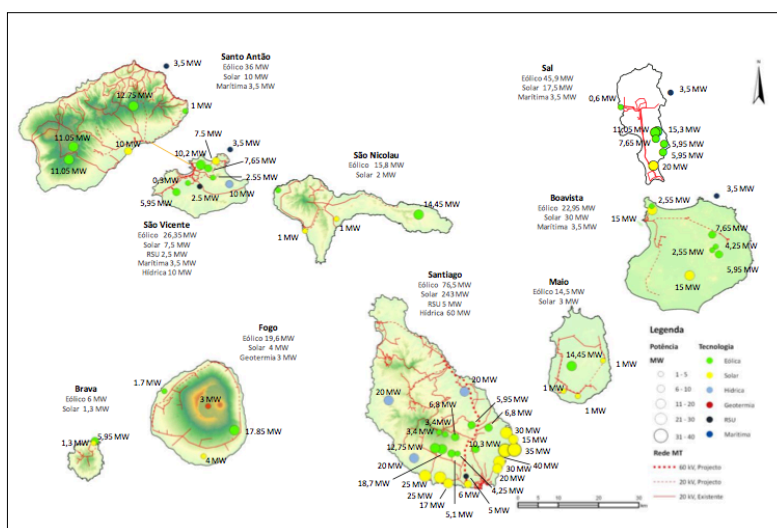 Santo Antão
Eólico 36 MW
Solar 10 MW
Marítima 3,5 MW
3,5 MW
12.75 MW
1 MW
11.05 MW
11.05 MW
10 MW
7.5 MW
3,5 MW
10,2 MW
7,65 MW
2.55 MW
0.3 MW
10 MW
5,95 MW
2.5 MW
São Vicente
Eólico 26,35 MW
Solar 7,5 MW
RSU 2,5 MW
Marítima 3,5 MW
Hídrica 10 MW
São Nicolau
Eólico 15,8 MW
Solar 2 MW
14,45 MW
1 MW
1 MW
Sal
Eólico 45,9 MW
Solar 17,5 MW
Marítima 3,5 MW
3,5 MW
0,6 MW
11,05 MW
15,3 MW
7,65 MW
5,95 MW
5,95 MW
20 MW
N
Boavista
Eólico 22,95 MW
Solar 30 MW
Marítima 3,5 MW
3,5 MW
2,55 MW
15 MW
7,65 MW
4,25 MW
2,55 MW
5,95 MW
15 MW
Maio
Eólico 14,5 MW
Solar 3 MW
14,45 MW
1 MW
1 MW
1 MW
Santiago
Eólico 76,5 MW
Solar 243 MW
RSU 5 MW
Hídrica 60 MW
20 MW
20 MW
5,95 MW
6,8 MW
6,8 MW
3,4 MW
3,4 MW
30 MW
15 MW
12,75 MW
10,3 MW
35 MW
40 MW
20 MW
30 MW
20 MW
18,7 MW
4,25 MW
25 MW
6 MW
5 MW
25 MW
17 MW
5,1 MW
Fogo
Eólico 19,6 MW
Solar 4 MW
Geotermia 3 MW
1.7 MW
3 MW
17.85 MW
4 MW
Brava
Eólico 6 MW
Solar 1,3 MW
5,95 MW
1,3 MW
Legenda
Potência Tecnologia
MW
1 - 5 Eólica
6 - 10 Solar
11 - 20 Hídrica
21 - 30 Geotermia
31 - 40 RSU
Marítima
Rede MT
60 kV, Projecto
20 kV, Projecto
20 kV, Existente